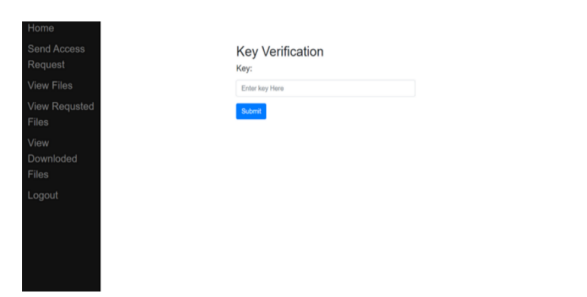 Home
Send Access
Request
View Files
View Requsted
Files
View
Downloded
Files
Logout
Key Verification
Key:
Enter key Here
Submit